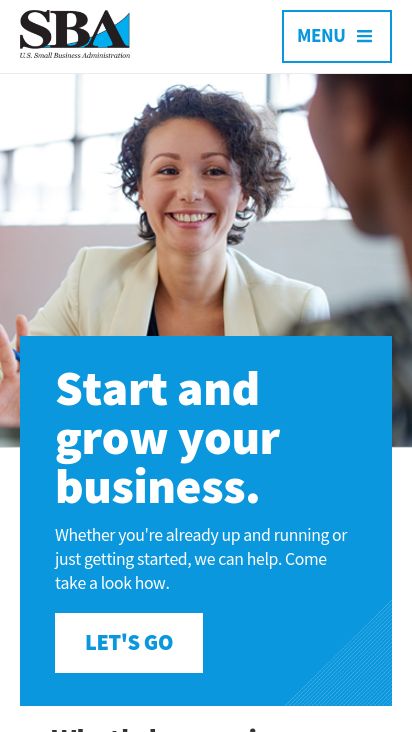 SBA
U.S. Small Business Administration
MENU
Start and
grow your
business.
Whether you're already up and running or
just getting started, we can help. Come
take a look how.
LET'S GO